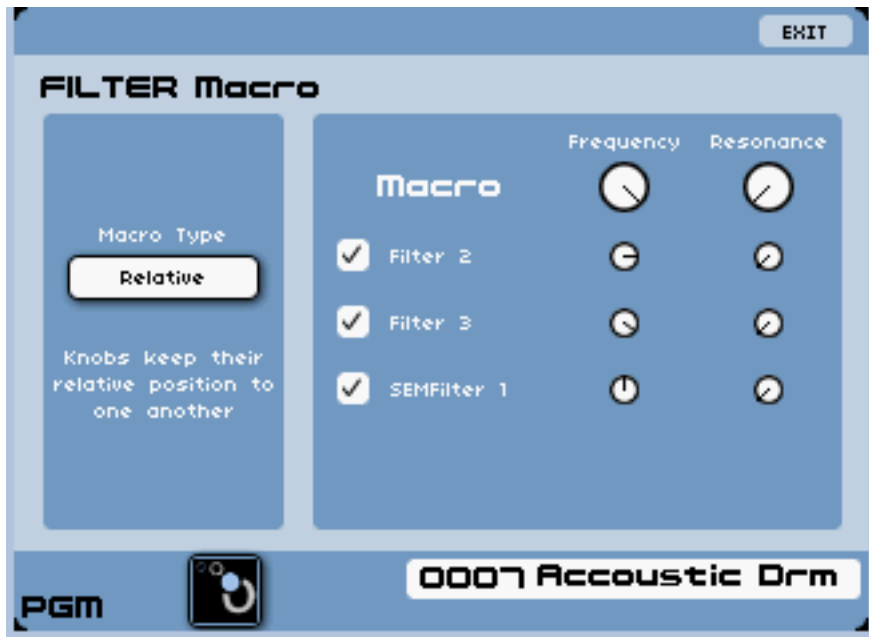 EXIT
FILTER Macro
Macro Type
Relative
Knobs keep their
relative position to
one another
Frequency Resonance
Macro
Filter 2
Filter 3
SEMFilter 1
PGM
0007 Accoustic Drm